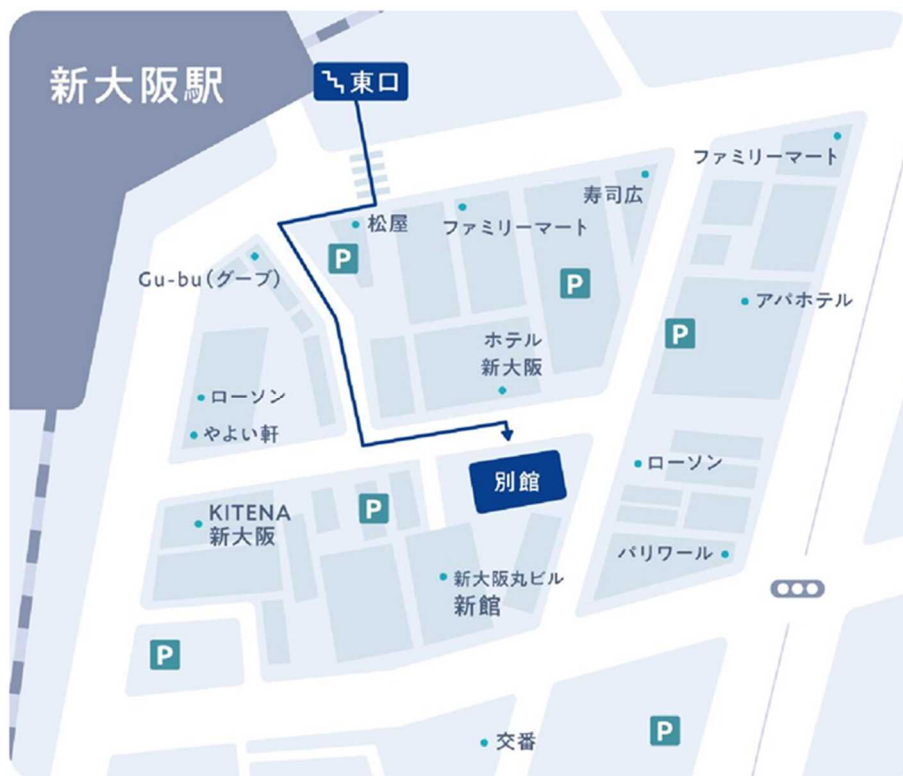 新大阪駅
東口
ファミリーマート
寿司広
松屋
ファミリーマート
P
Gu-bu(グーブ)
P
アパホテル
P
ホテル
新大阪
ローソン
やよい軒
ローソン
別館
P
KITENA
新大阪
パリワール
新大阪丸ビル
新館
P
P
交番